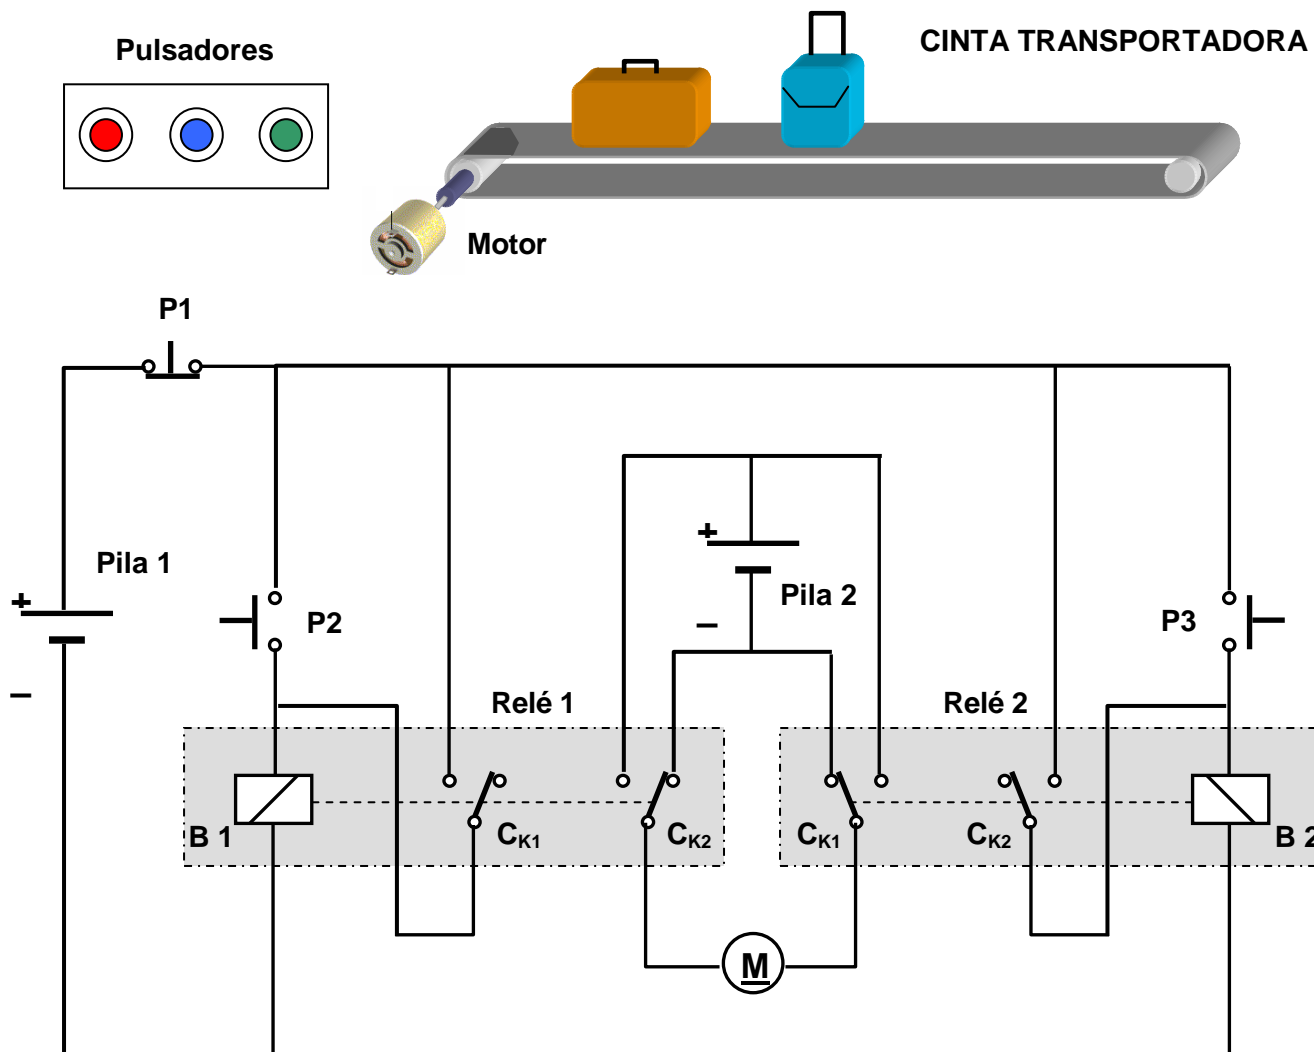 CINTA TRANSPORTADORA
Pulsadores
Motor
P1
+
Pila 1
–
+
Pila 2
–
P2
P3
Relé 1
Relé 2
B 1
CK1
CK2
CK1
CK2
B 2
M